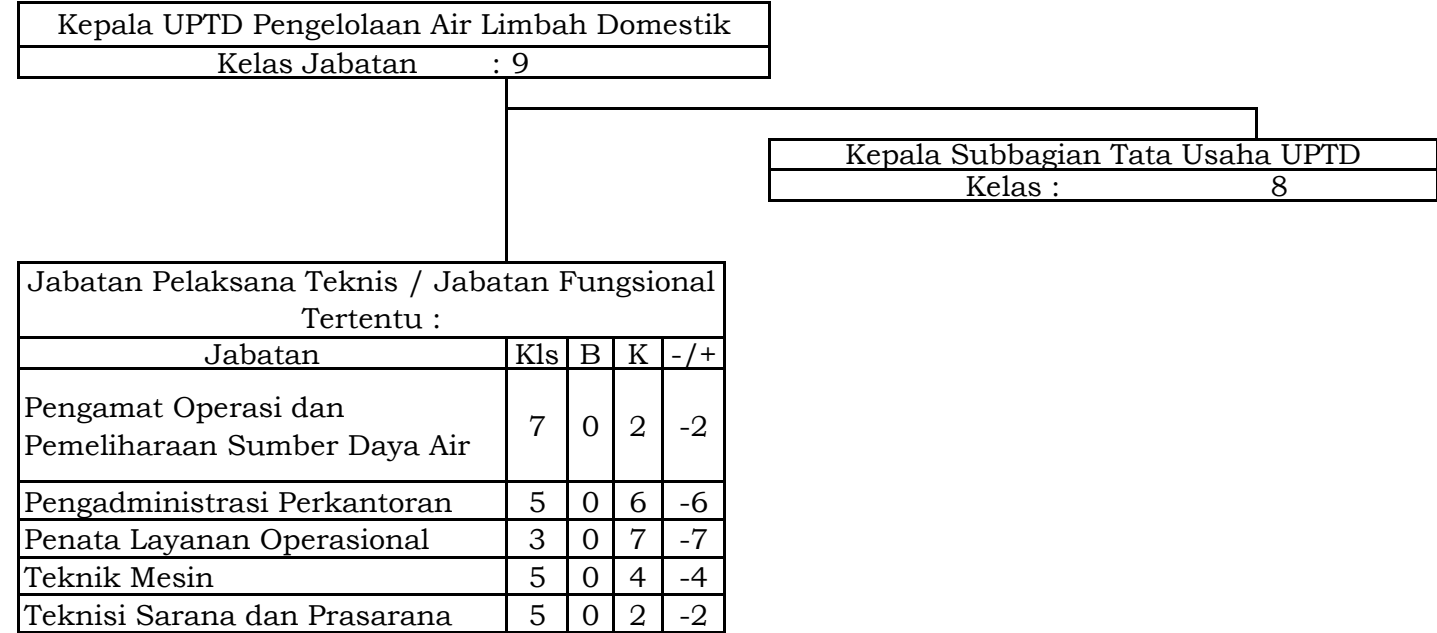 Kepala UPTD Pengelolaan Air Limbah Domestik
Kelas Jabatan : 9
Kepala Subbagian Tata Usaha UPTD
Kelas : 8
Jabatan Pelaksana Teknis / Jabatan Fungsional
Tertentu :
Jabatan Kls B K -/+
Pengamat Operasi dan
Pemeliharaan Sumber Daya Air 7 0 2 -2
Pengadministrasi Perkantoran 5 0 6 -6
Penata Layanan Operasional 3 0 7 -7
Teknik Mesin 5 0 4 -4
Teknisi Sarana dan Prasarana 5 0 2 -2